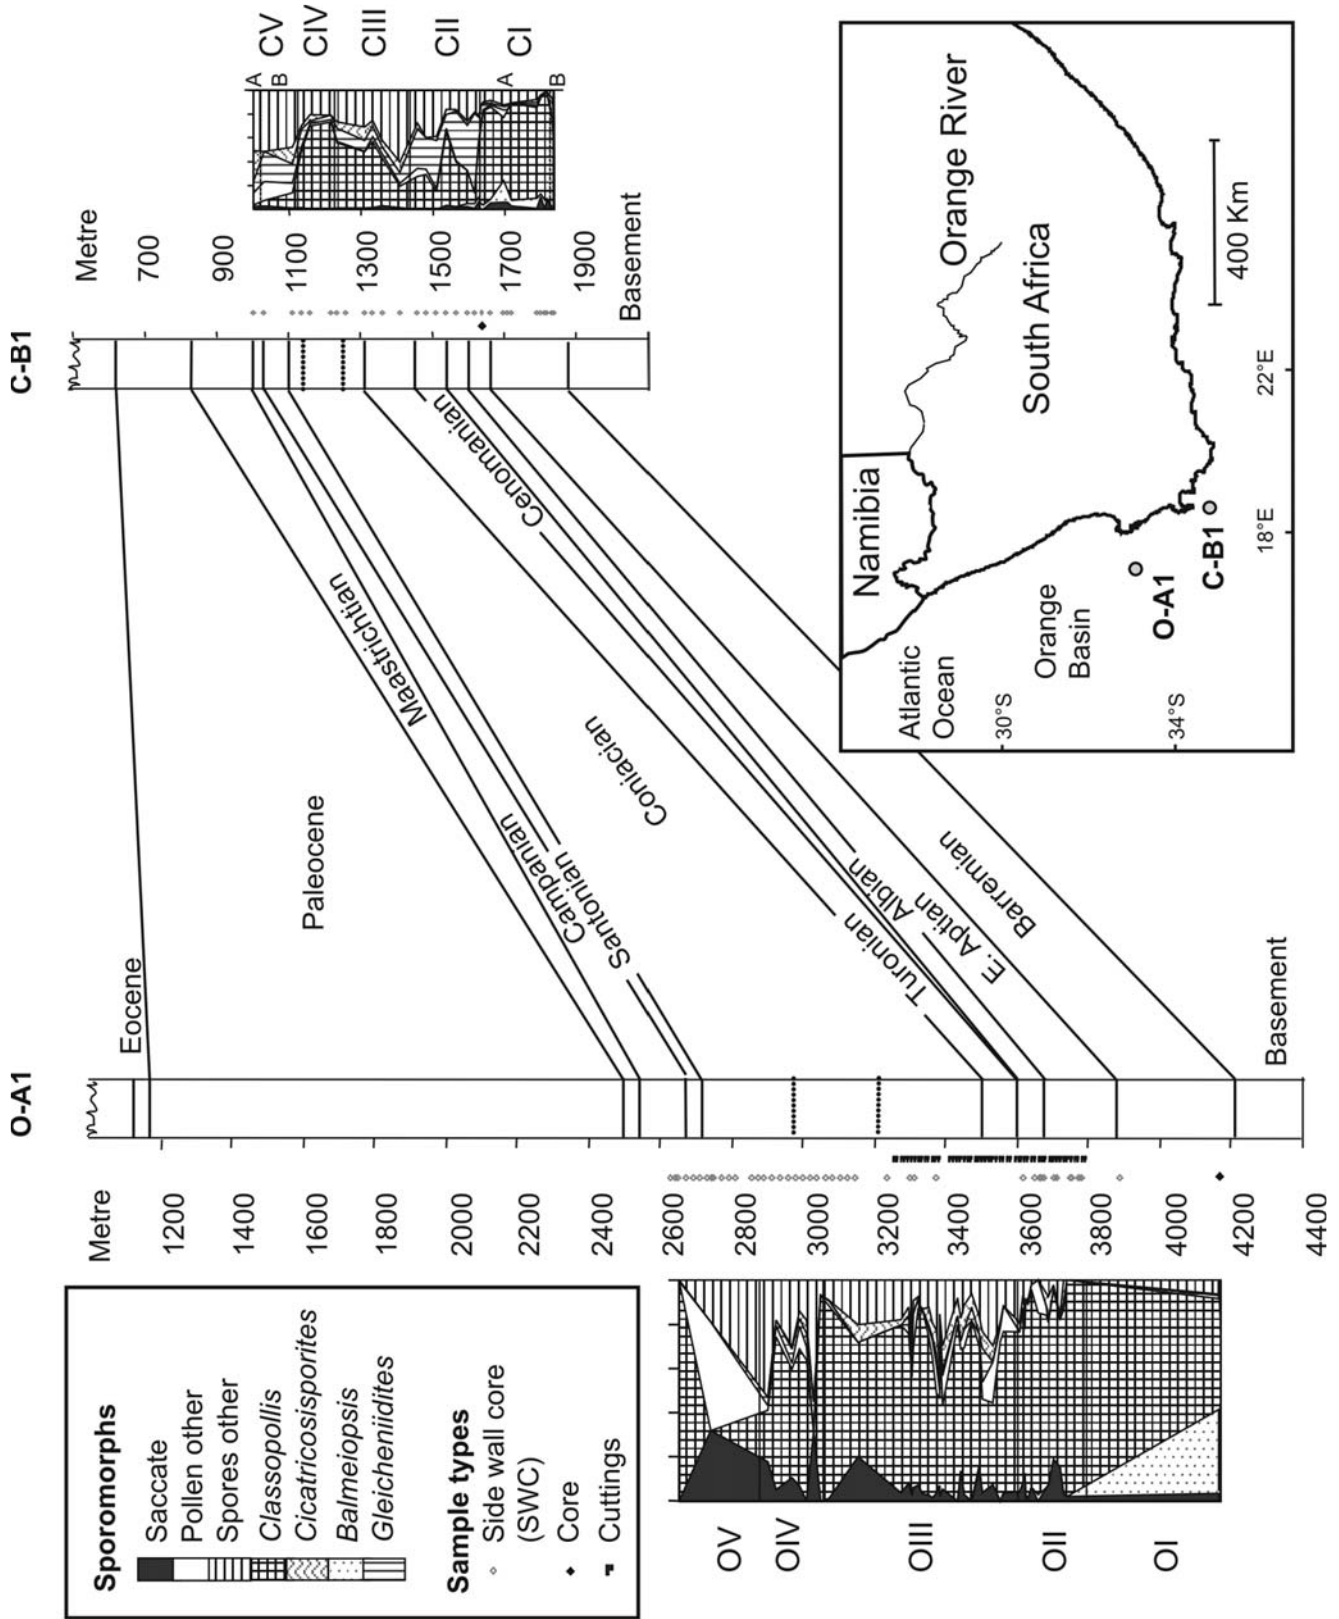 O-A1
C-B1
Metre
1200
1400
1600
1800
2000
2200
2400
2600
2800
3000
3200
3400
3600
3800
4000
4200
4400
Metre
700
900
1100
1300
1500
1700
1900
Basement
Basement
Eocene
Paleocene
Maastrichtian
Campanian
Santonian
Coniacian
Turonian
Cenomanian
Albian
E. Aptian
Barremian
CV
CIV
CIII
CII
CI
A
B
A
B
OV
OIV
OIII
OII
OI
Sporomorphs
Saccate
Pollen other
Spores other
Classopollis
Cicatricosisporites
Balmeiopsis
Gleicheniidites
Sample types
Side wall core
(SWC)
Core
Cuttings
Atlantic
Ocean
Namibia
Orange River
South Africa
Orange
Basin
O-A1
C-B1
30°S
34°S
18°E
22°E
400 Km